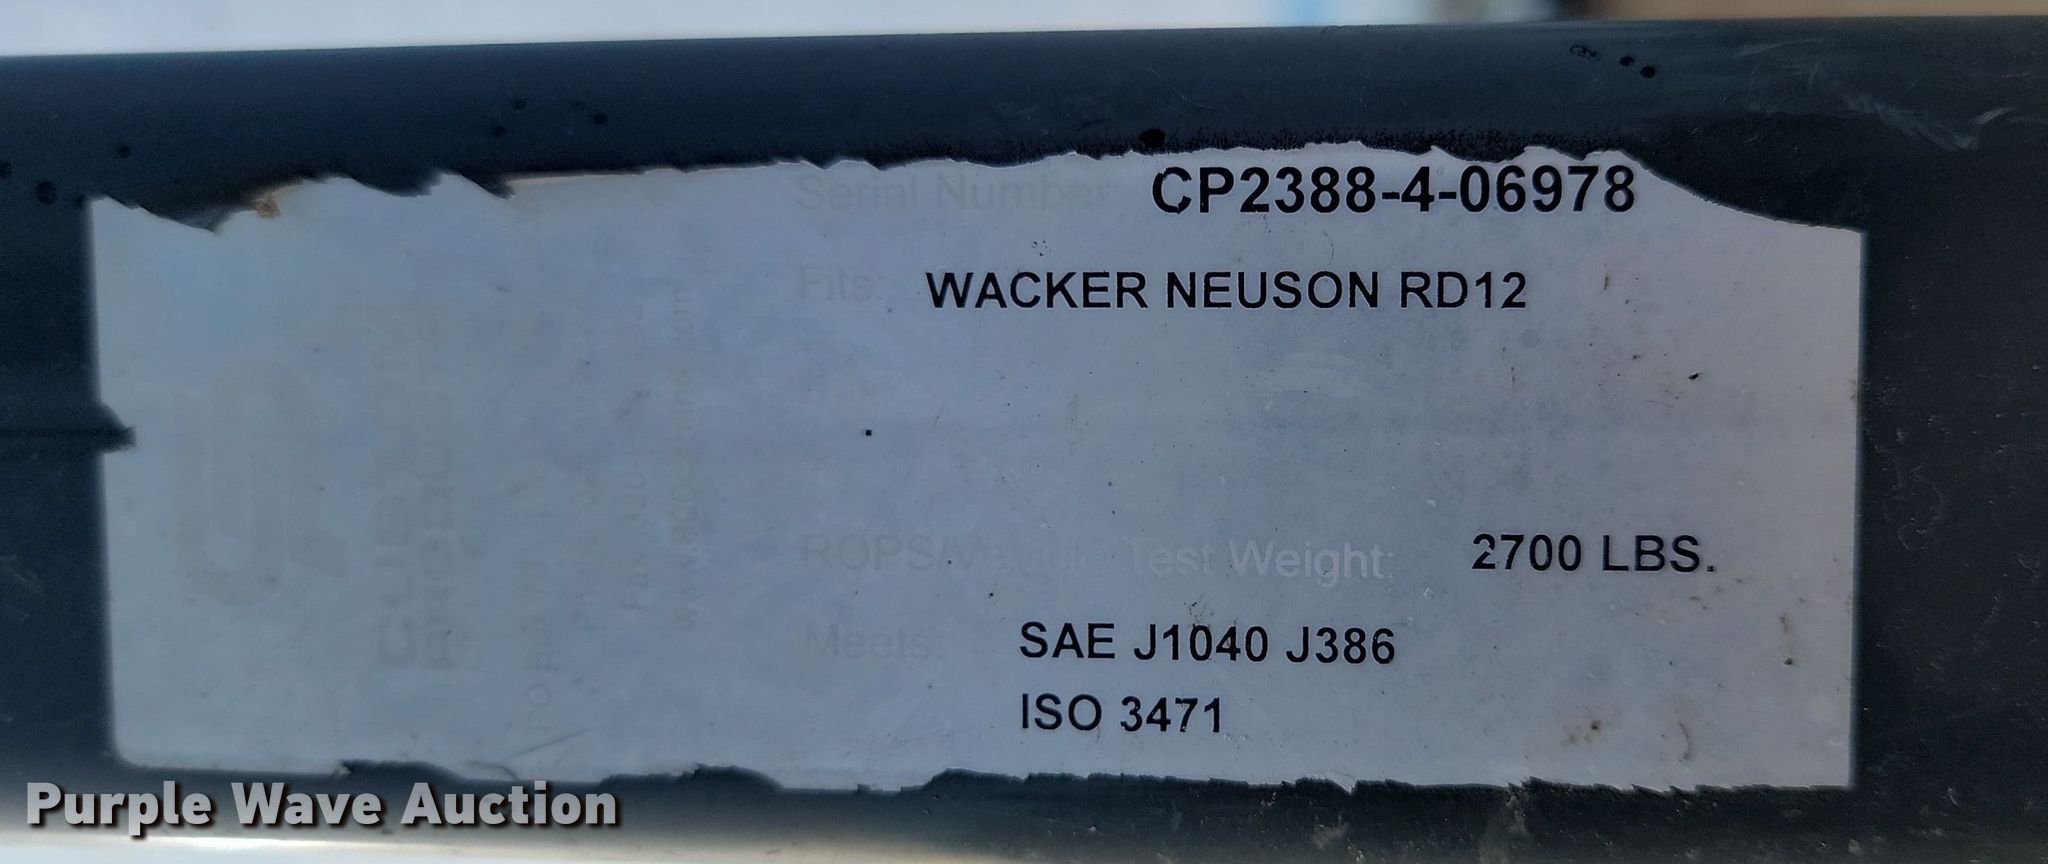 Serial Number: CP2388-4-06978
Fits: WACKER NEUSON RD12
ROPS/Vehicle Test Weight: 2700 LBS.
Meets: SAE J1040 J386
ISO 3471
Purple Wave Auction